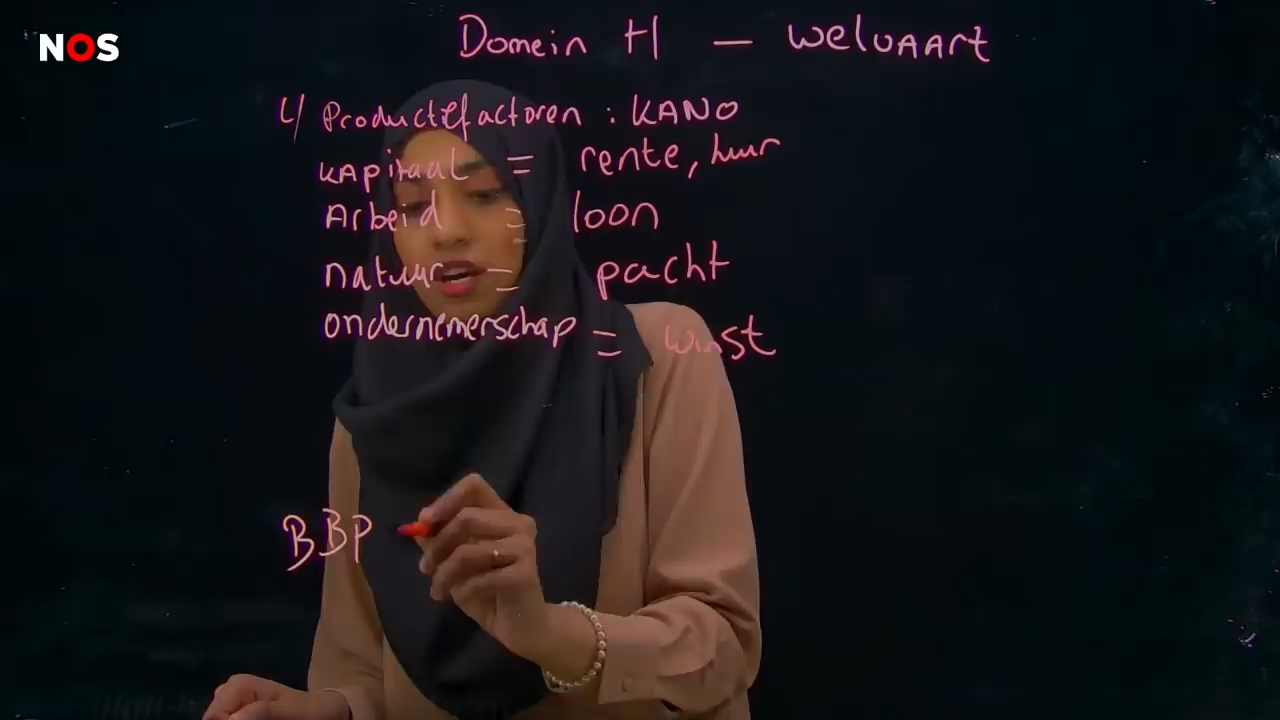 NOS
Domein H – welvAArt
4 Productiefactoren : KANO
kApitaal = rente, huur
Arbeid = loon
natuur = pacht
ondernemerschap = winst
BBP